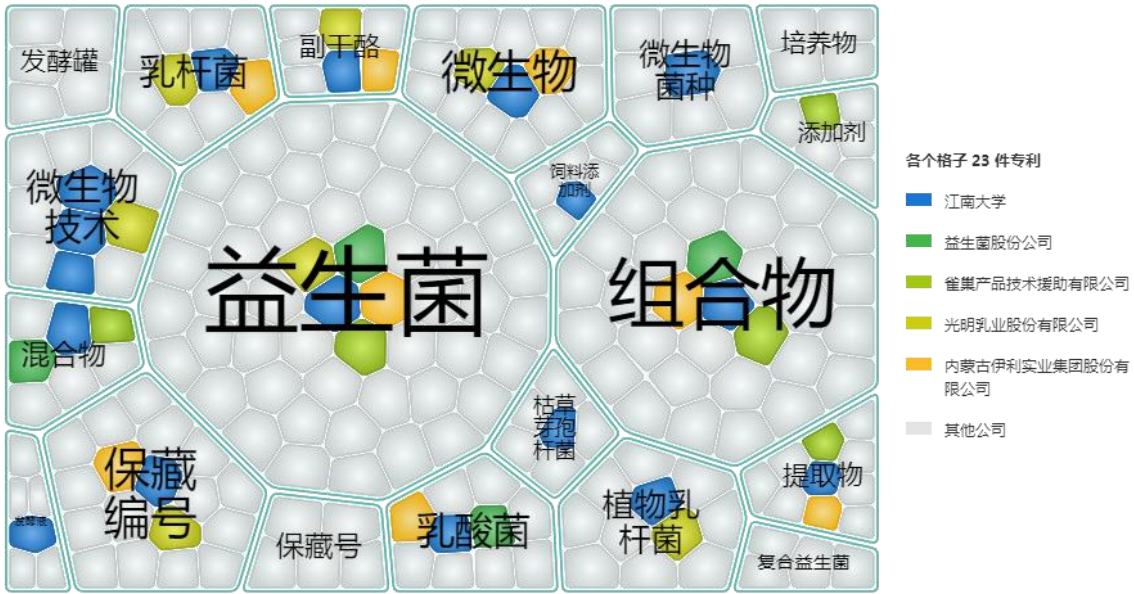 发酵罐
乳杆菌
副干酪
微生物
微生物
菌种
培养物
添加剂
饲料添
加剂
微生物
技术
益生菌
组合物
混合物
枯草
芽孢
杆菌
保藏
编号
发酵液
保藏号
乳酸菌
植物乳
杆菌
提取物
复合益生菌
各个格子 23 件专利
江南大学
益生菌股份公司
雀巢产品技术援助有限公司
光明乳业股份有限公司
内蒙古伊利实业集团股份有
限公司
其他公司